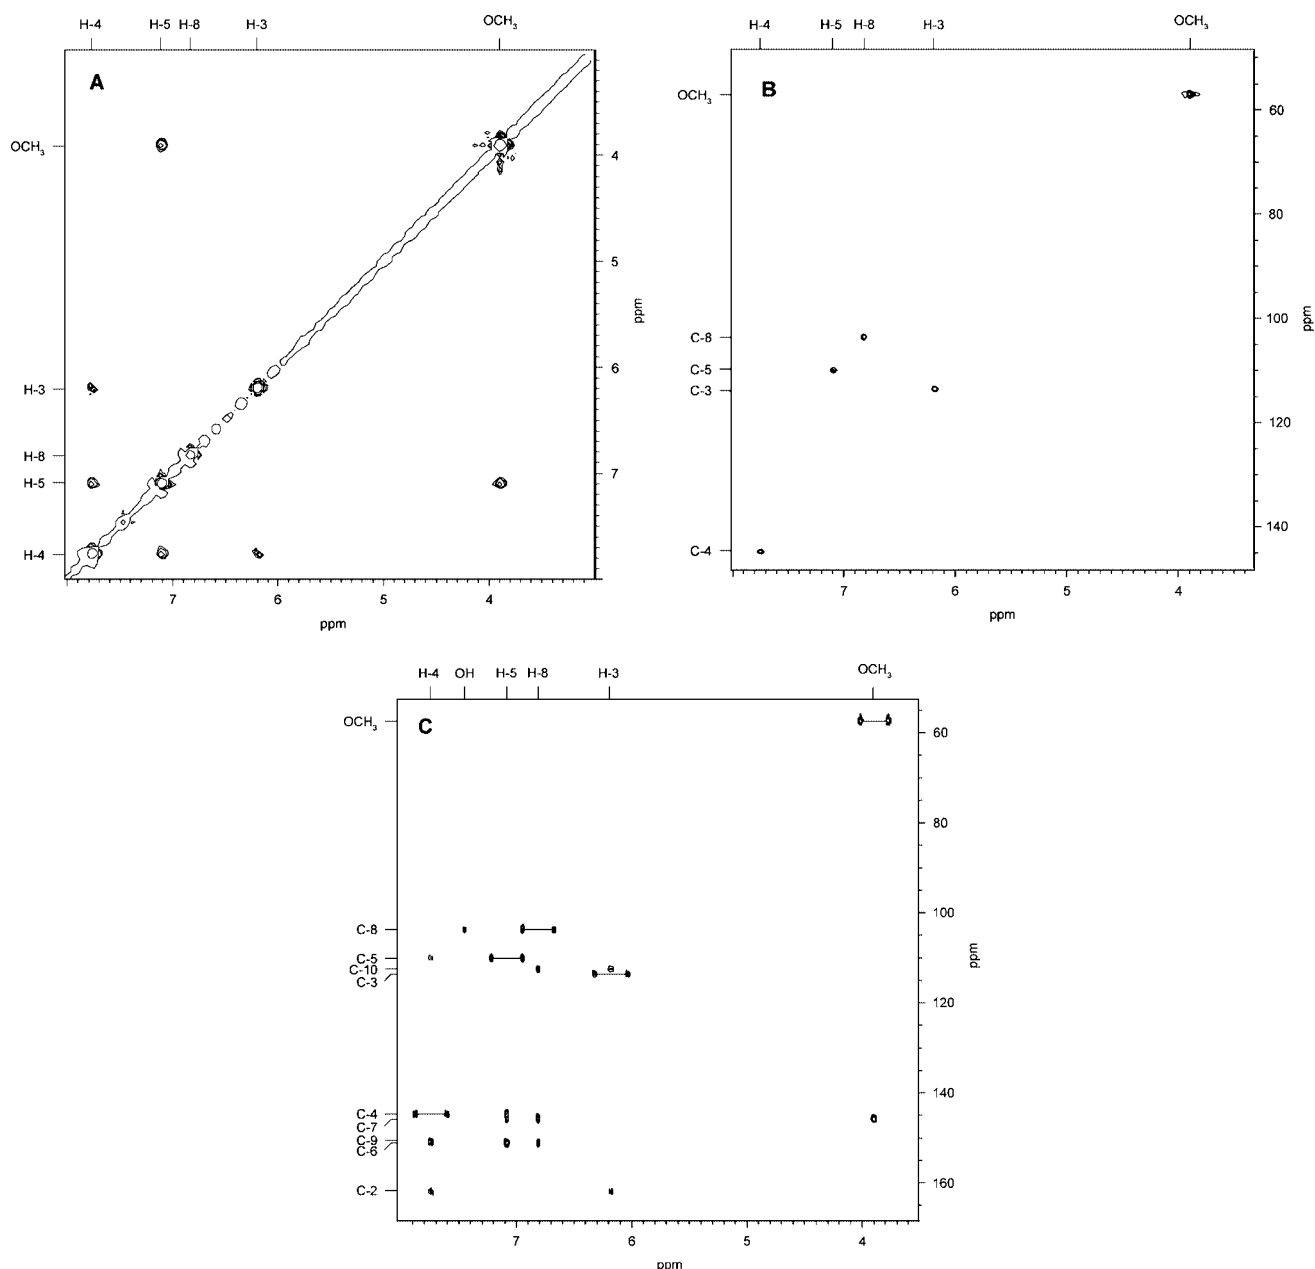 H-4 H-5 H-8 H-3 OCH₃
A
OCH₃
H-3
H-8
H-5
H-4
4
5
6
7
ppm
7 6 5 4
ppm
H-4 H-5 H-8 H-3 OCH₃
B
OCH₃
C-8
C-5
C-3
C-4
60
80
100
120
140
ppm
7 6 5 4
ppm
H-4 OH H-5 H-8 H-3 OCH₃
C
OCH₃
C-8
C-5
C-10
C-3
C-4
C-7
C-9
C-6
C-2
60
80
100
120
140
160
ppm
7 6 5 4
ppm